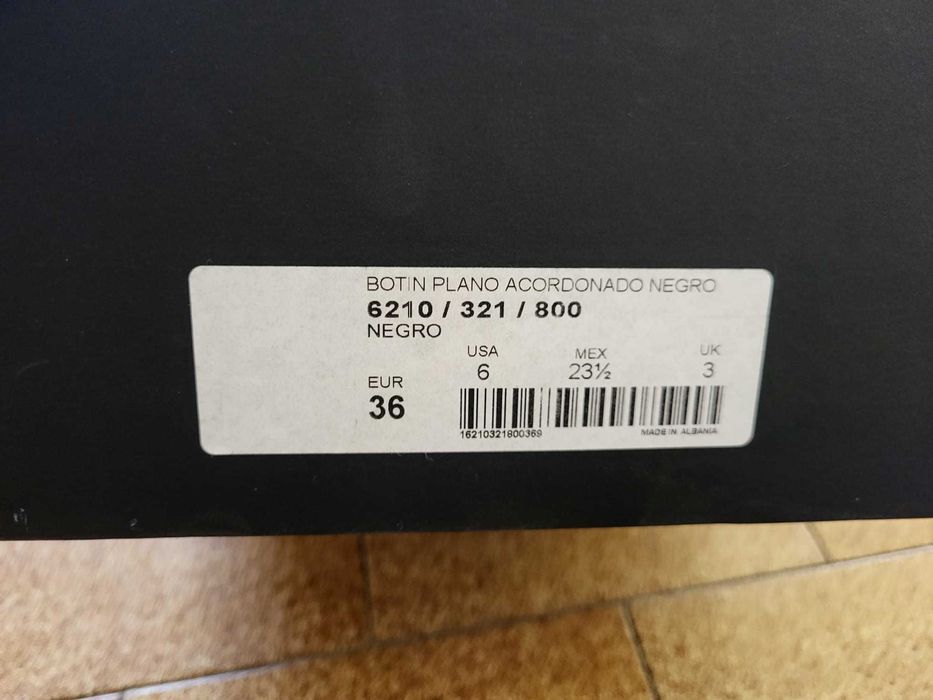 BOTIN PLANO ACORDONADO NEGRO
6210 / 321 / 800
NEGRO
USA MEX UK
6 23½ 3
EUR
36
16210321800369 MADE IN ALBANIA